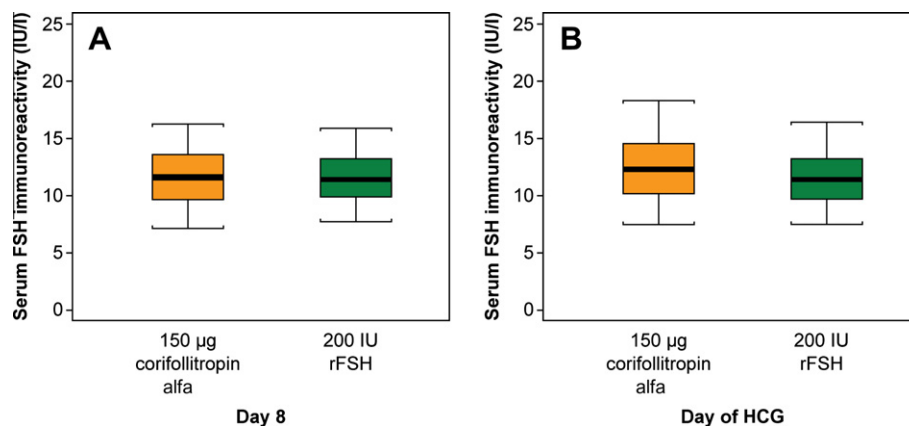 Serum FSH immunoreactivity (IU/l)
A
25
20
15
10
5
0
150 µg
corifollitropin
alfa
200 IU
rFSH
Day 8
Serum FSH immunoreactivity (IU/l)
B
25
20
15
10
5
0
150 µg
corifollitropin
alfa
200 IU
rFSH
Day of HCG